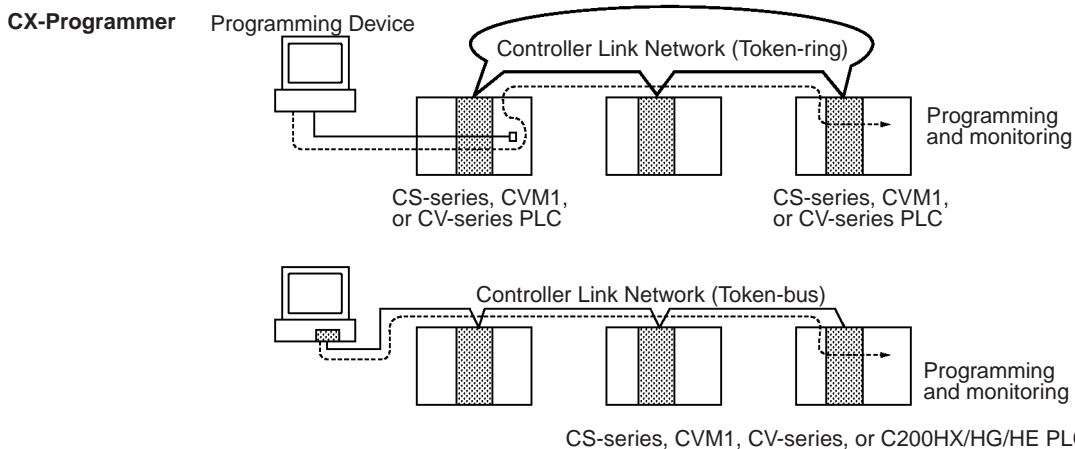 CX-Programmer
Programming Device
Controller Link Network (Token-ring)
Programming
and monitoring
CS-series, CVM1,
or CV-series PLC
CS-series, CVM1,
or CV-series PLC
Controller Link Network (Token-bus)
Programming
and monitoring
CS-series, CVM1, CV-series, or C200HX/HG/HE